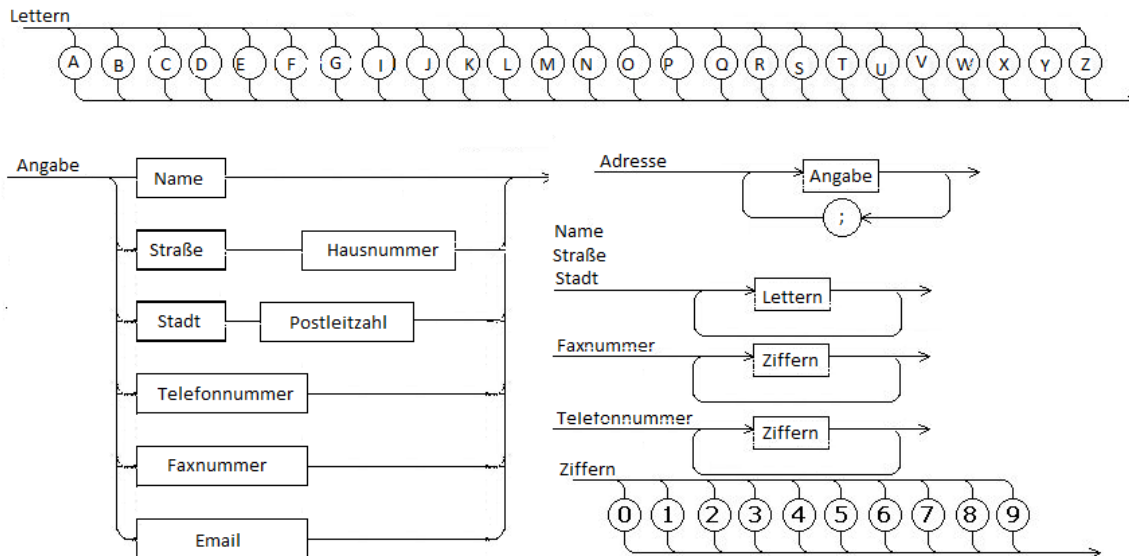 Lettern
A B C D E F G I J K L M N O P Q R S T U V W X Y Z
Angabe
Name
Straße Hausnummer
Stadt Postleitzahl
Telefonnummer
Faxnummer
Email
Adresse
Angabe
;
Name
Straße
Stadt
Lettern
Faxnummer
Ziffern
Telefonnummer
Ziffern
Ziffern
0 1 2 3 4 5 6 7 8 9